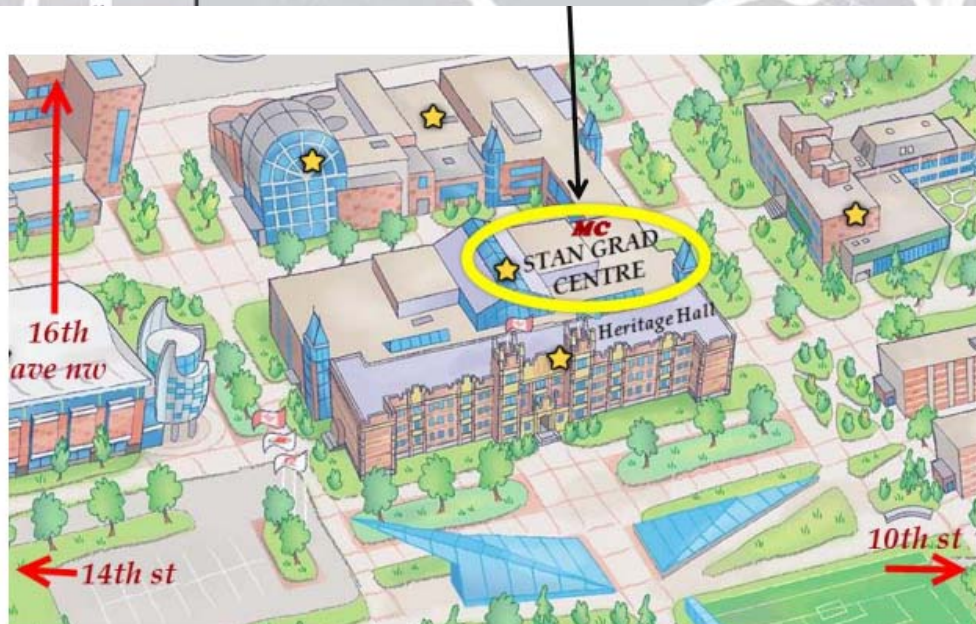 MC
STAN GRAD
CENTRE
Heritage Hall
16th
ave nw
14th st
10th st